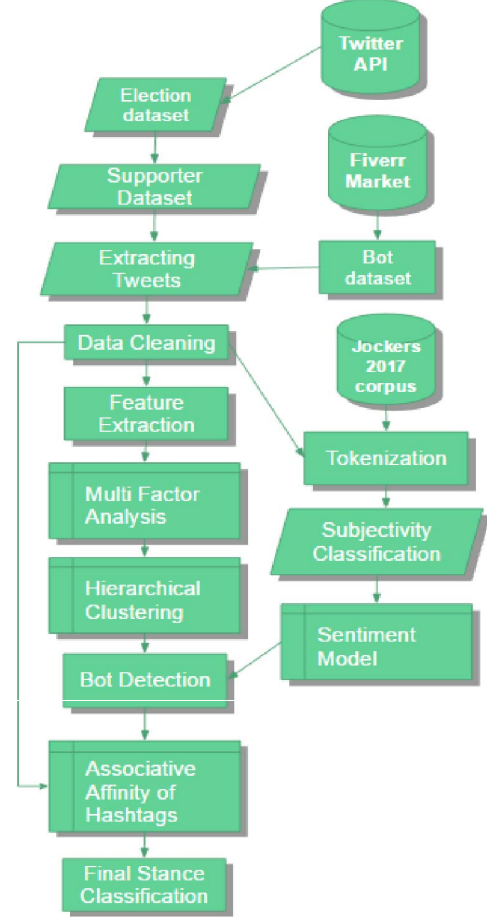 Twitter
API
Election
dataset
Fiverr
Market
Supporter
Dataset
Extracting
Tweets
Bot
dataset
Data Cleaning
Jockers
2017
corpus
Feature
Extraction
Tokenization
Multi Factor
Analysis
Subjectivity
Classification
Hierarchical
Clustering
Sentiment
Model
Bot Detection
Associative
Affinity of
Hashtags
Final Stance
Classification